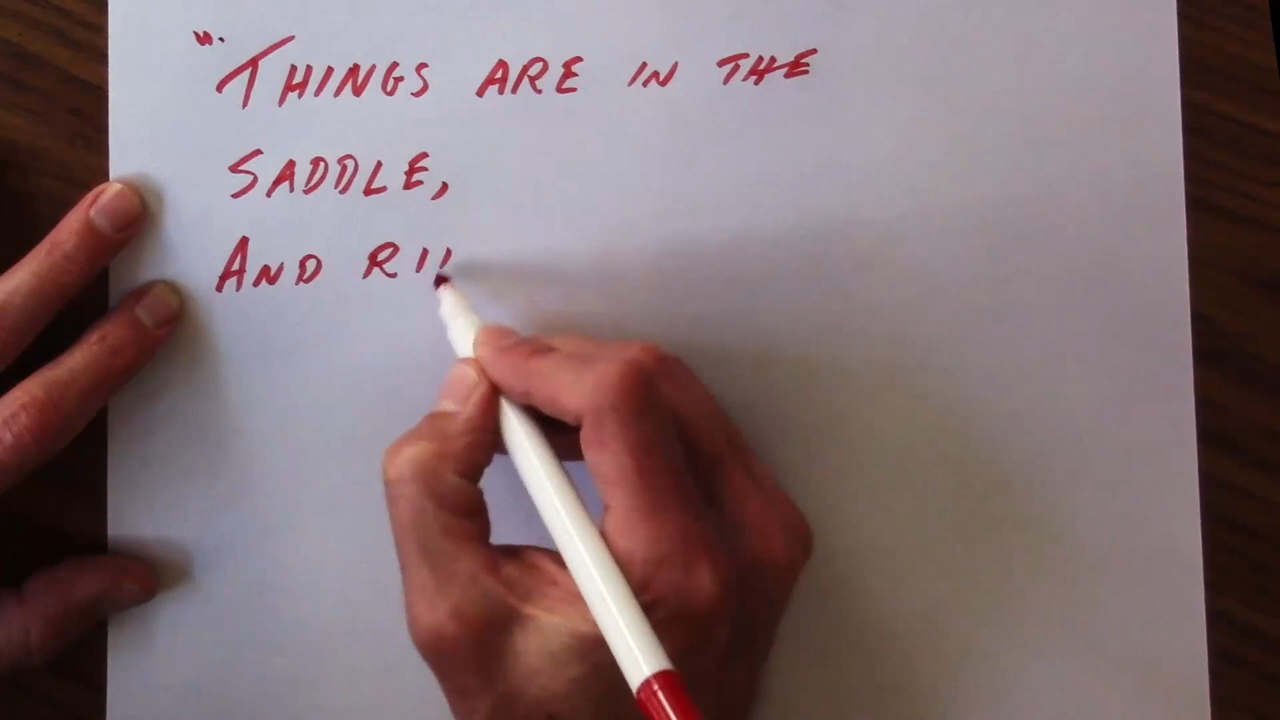 "Things are in the
saddle,
And ri